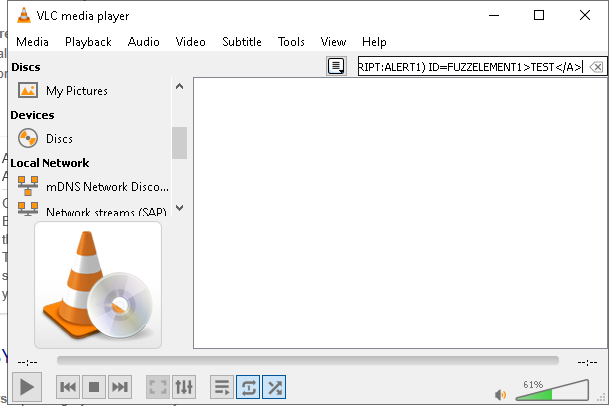 VLC media player
Media Playback Audio Video Subtitle Tools View Help
Discs
RIPT:ALERT1) ID=FUZZELEMENT1>TEST</A>
My Pictures
Devices
Discs
Local Network
mDNS Network Disco...
Network streams (SAP)
--:-- --:--
61%